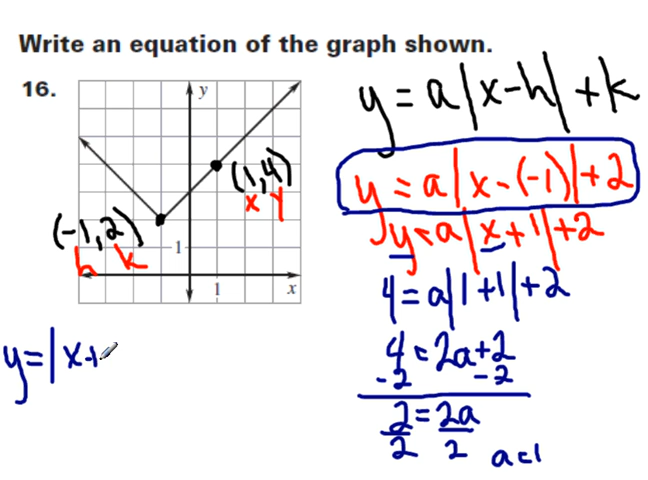 Write an equation of the graph shown.
16.
y
(1,4)
x y
(-1,2)
h k
1
1
x
y=|x+
y=a|x-h|+k
y=a|x-(-1)|+2
y=a|x+1|+2
4=a|1+1|+2
4=2a+2
-2 -2
2=2a
2 2
a=1